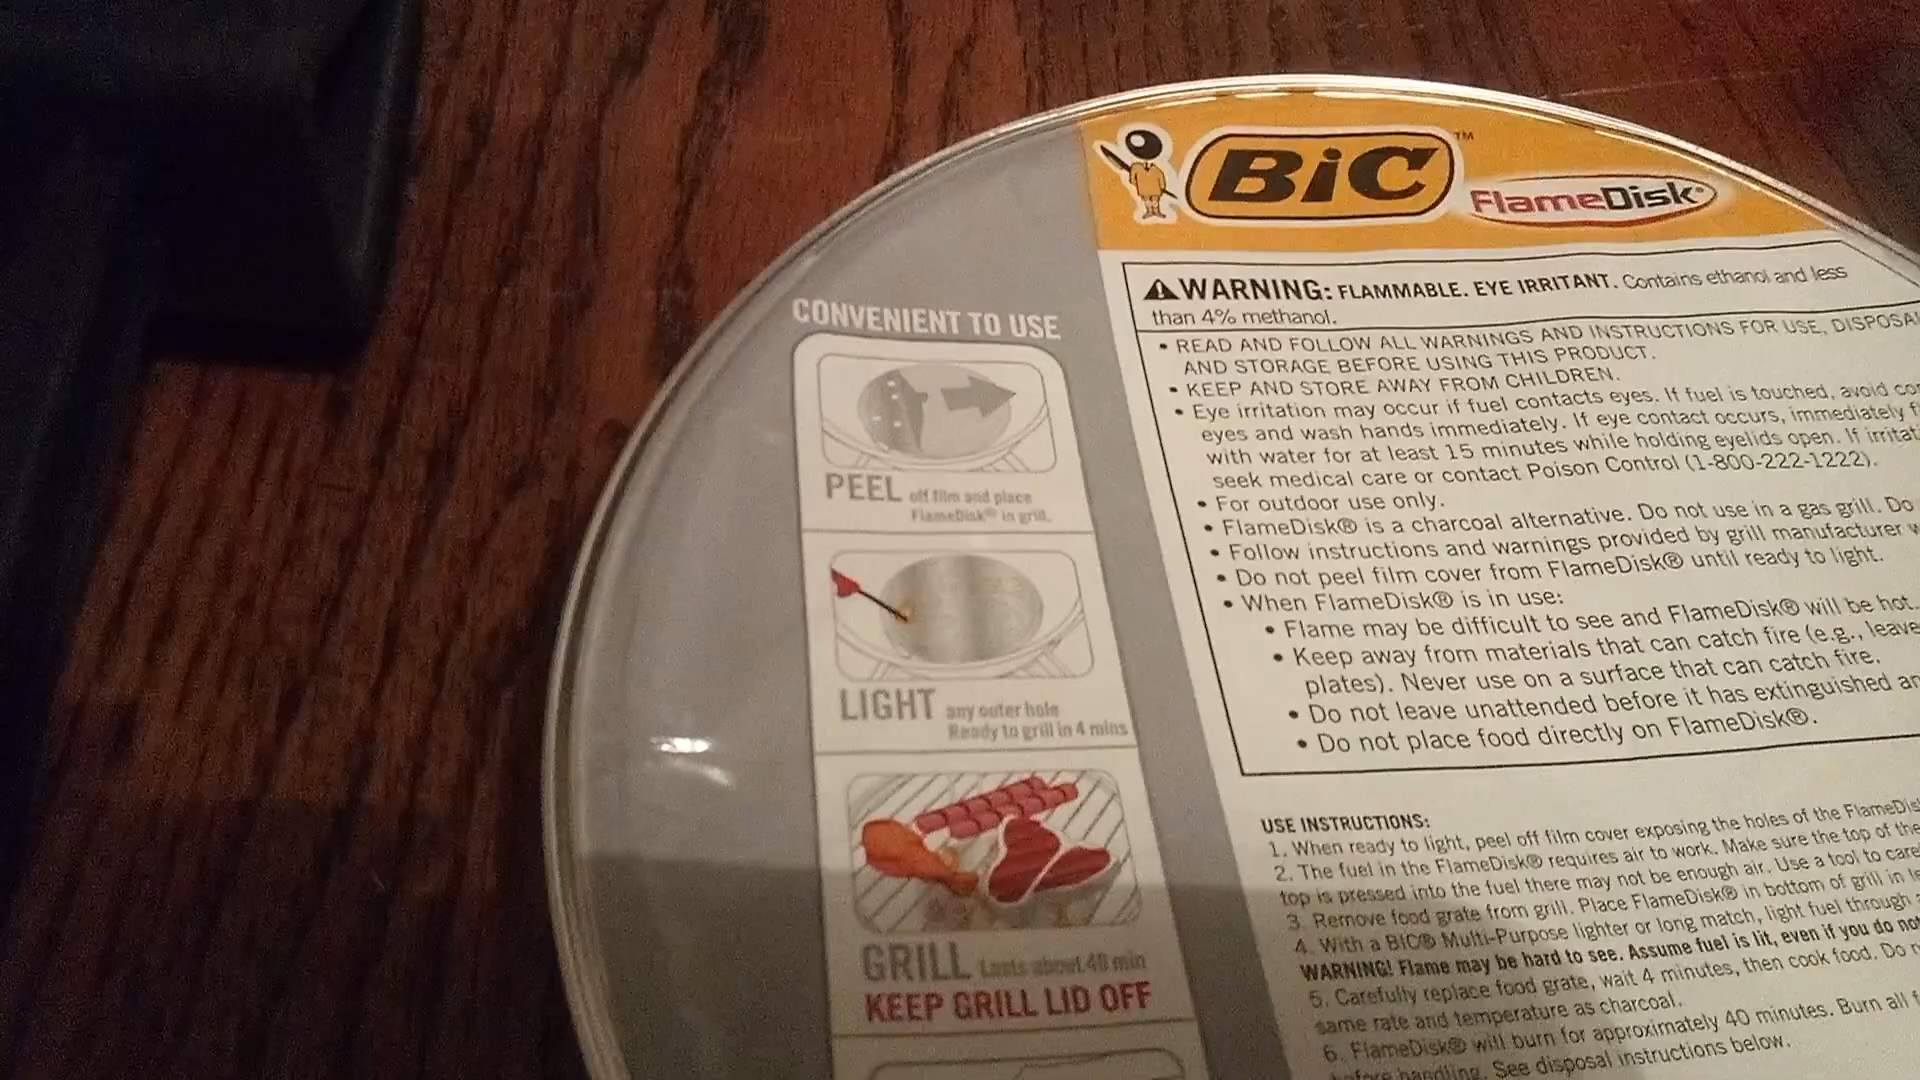 BiC™
FlameDisk®
CONVENIENT TO USE
PEEL off film and place
FlameDisk® in grill.
LIGHT any outer hole
Ready to grill in 4 mins
GRILL Lasts about 40 min
KEEP GRILL LID OFF
WARNING: FLAMMABLE. EYE IRRITANT. Contains ethanol and less
than 4% methanol.
• READ AND FOLLOW ALL WARNINGS AND INSTRUCTIONS FOR USE, DISPOSAL
AND STORAGE BEFORE USING THIS PRODUCT.
• KEEP AND STORE AWAY FROM CHILDREN.
• Eye irritation may occur if fuel contacts eyes. If fuel is touched, avoid
eyes and wash hands immediately. If eye contact occurs, immediately
with water for at least 15 minutes while holding eyelids open. If
seek medical care or contact Poison Control (1-800-222-1222).
• For outdoor use only.
• FlameDisk® is a charcoal alternative. Do not use in a gas grill. Do
• Follow instructions and warnings provided by grill manufacturer
• Do not peel film cover from FlameDisk® until ready to light.
• When FlameDisk® is in use:
• Flame may be difficult to see and FlameDisk® will be hot.
• Keep away from materials that can catch fire (e.g., leave
plates). Never use on a surface that can catch fire.
• Do not leave unattended before it has extinguished
• Do not place food directly on FlameDisk®.
USE INSTRUCTIONS:
1. When ready to light, peel off film cover exposing the holes of the FlameDis
2. The fuel in the FlameDisk® requires air to work. Make sure the top of the
top is pressed into the fuel there may not be enough air. Use a tool to care
3. Remove food grate from grill. Place FlameDisk® in bottom of grill in
4. With a BIC® Multi-Purpose lighter or long match, light fuel through
WARNING! Flame may be hard to see. Assume fuel is lit, even if you do not
5. Carefully replace food grate, wait 4 minutes, then cook food. Do
same rate and temperature as charcoal.
6. FlameDisk® will burn for approximately 40 minutes. Burn all
before handling. See disposal instructions below.